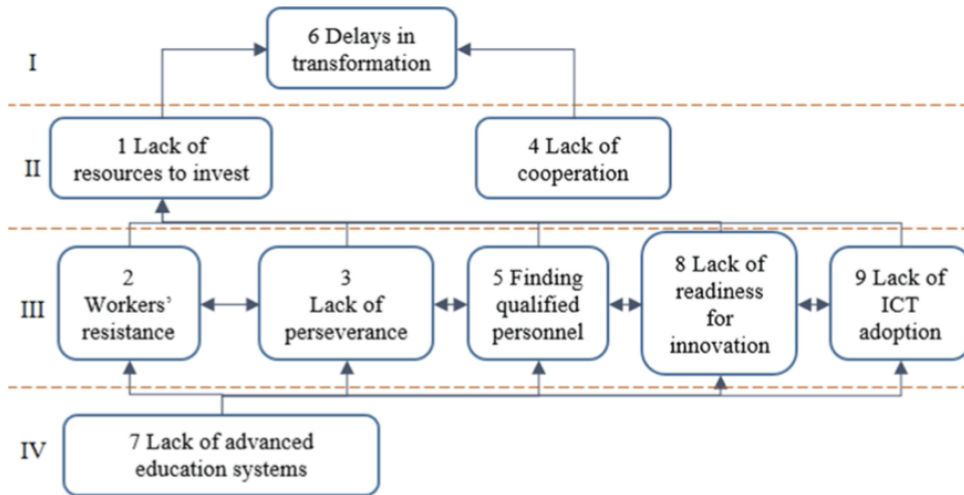 I
6 Delays in
transformation
II
1 Lack of
resources to invest
4 Lack of
cooperation
III
2
Workers’
resistance
3
Lack of
perseverance
5 Finding
qualified
personnel
8 Lack of
readiness
for
innovation
9 Lack of
ICT
adoption
IV
7 Lack of advanced
education systems